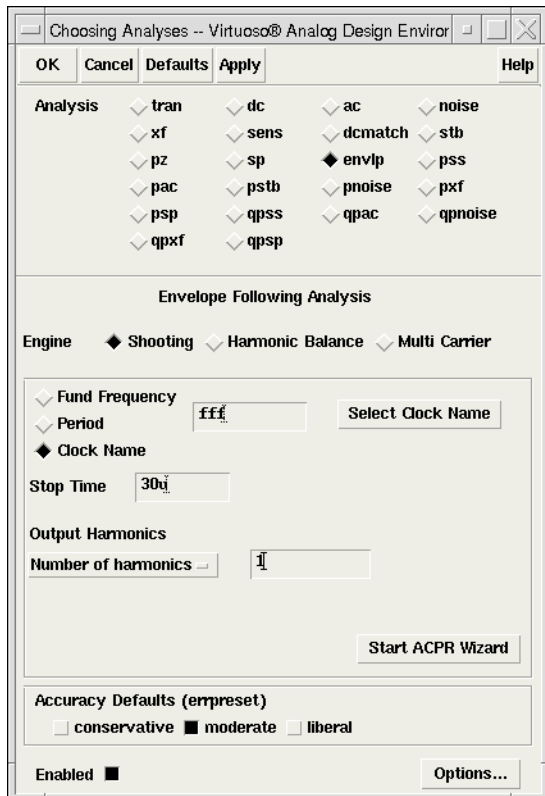 Choosing Analyses -- Virtuoso® Analog Design Enviror
OK Cancel Defaults Apply Help
Analysis tran dc ac noise
xf sens dcmatch stb
pz sp envlp pss
pac pstb pnoise pxf
psp qpss qpac qpnoise
qpxf qpsp
Envelope Following Analysis
Engine Shooting Harmonic Balance Multi Carrier
Fund Frequency
Period fff Select Clock Name
Clock Name
Stop Time 30u
Output Harmonics
Number of harmonics 1
Start ACPR Wizard
Accuracy Defaults (errpreset)
conservative moderate liberal
Enabled Options...